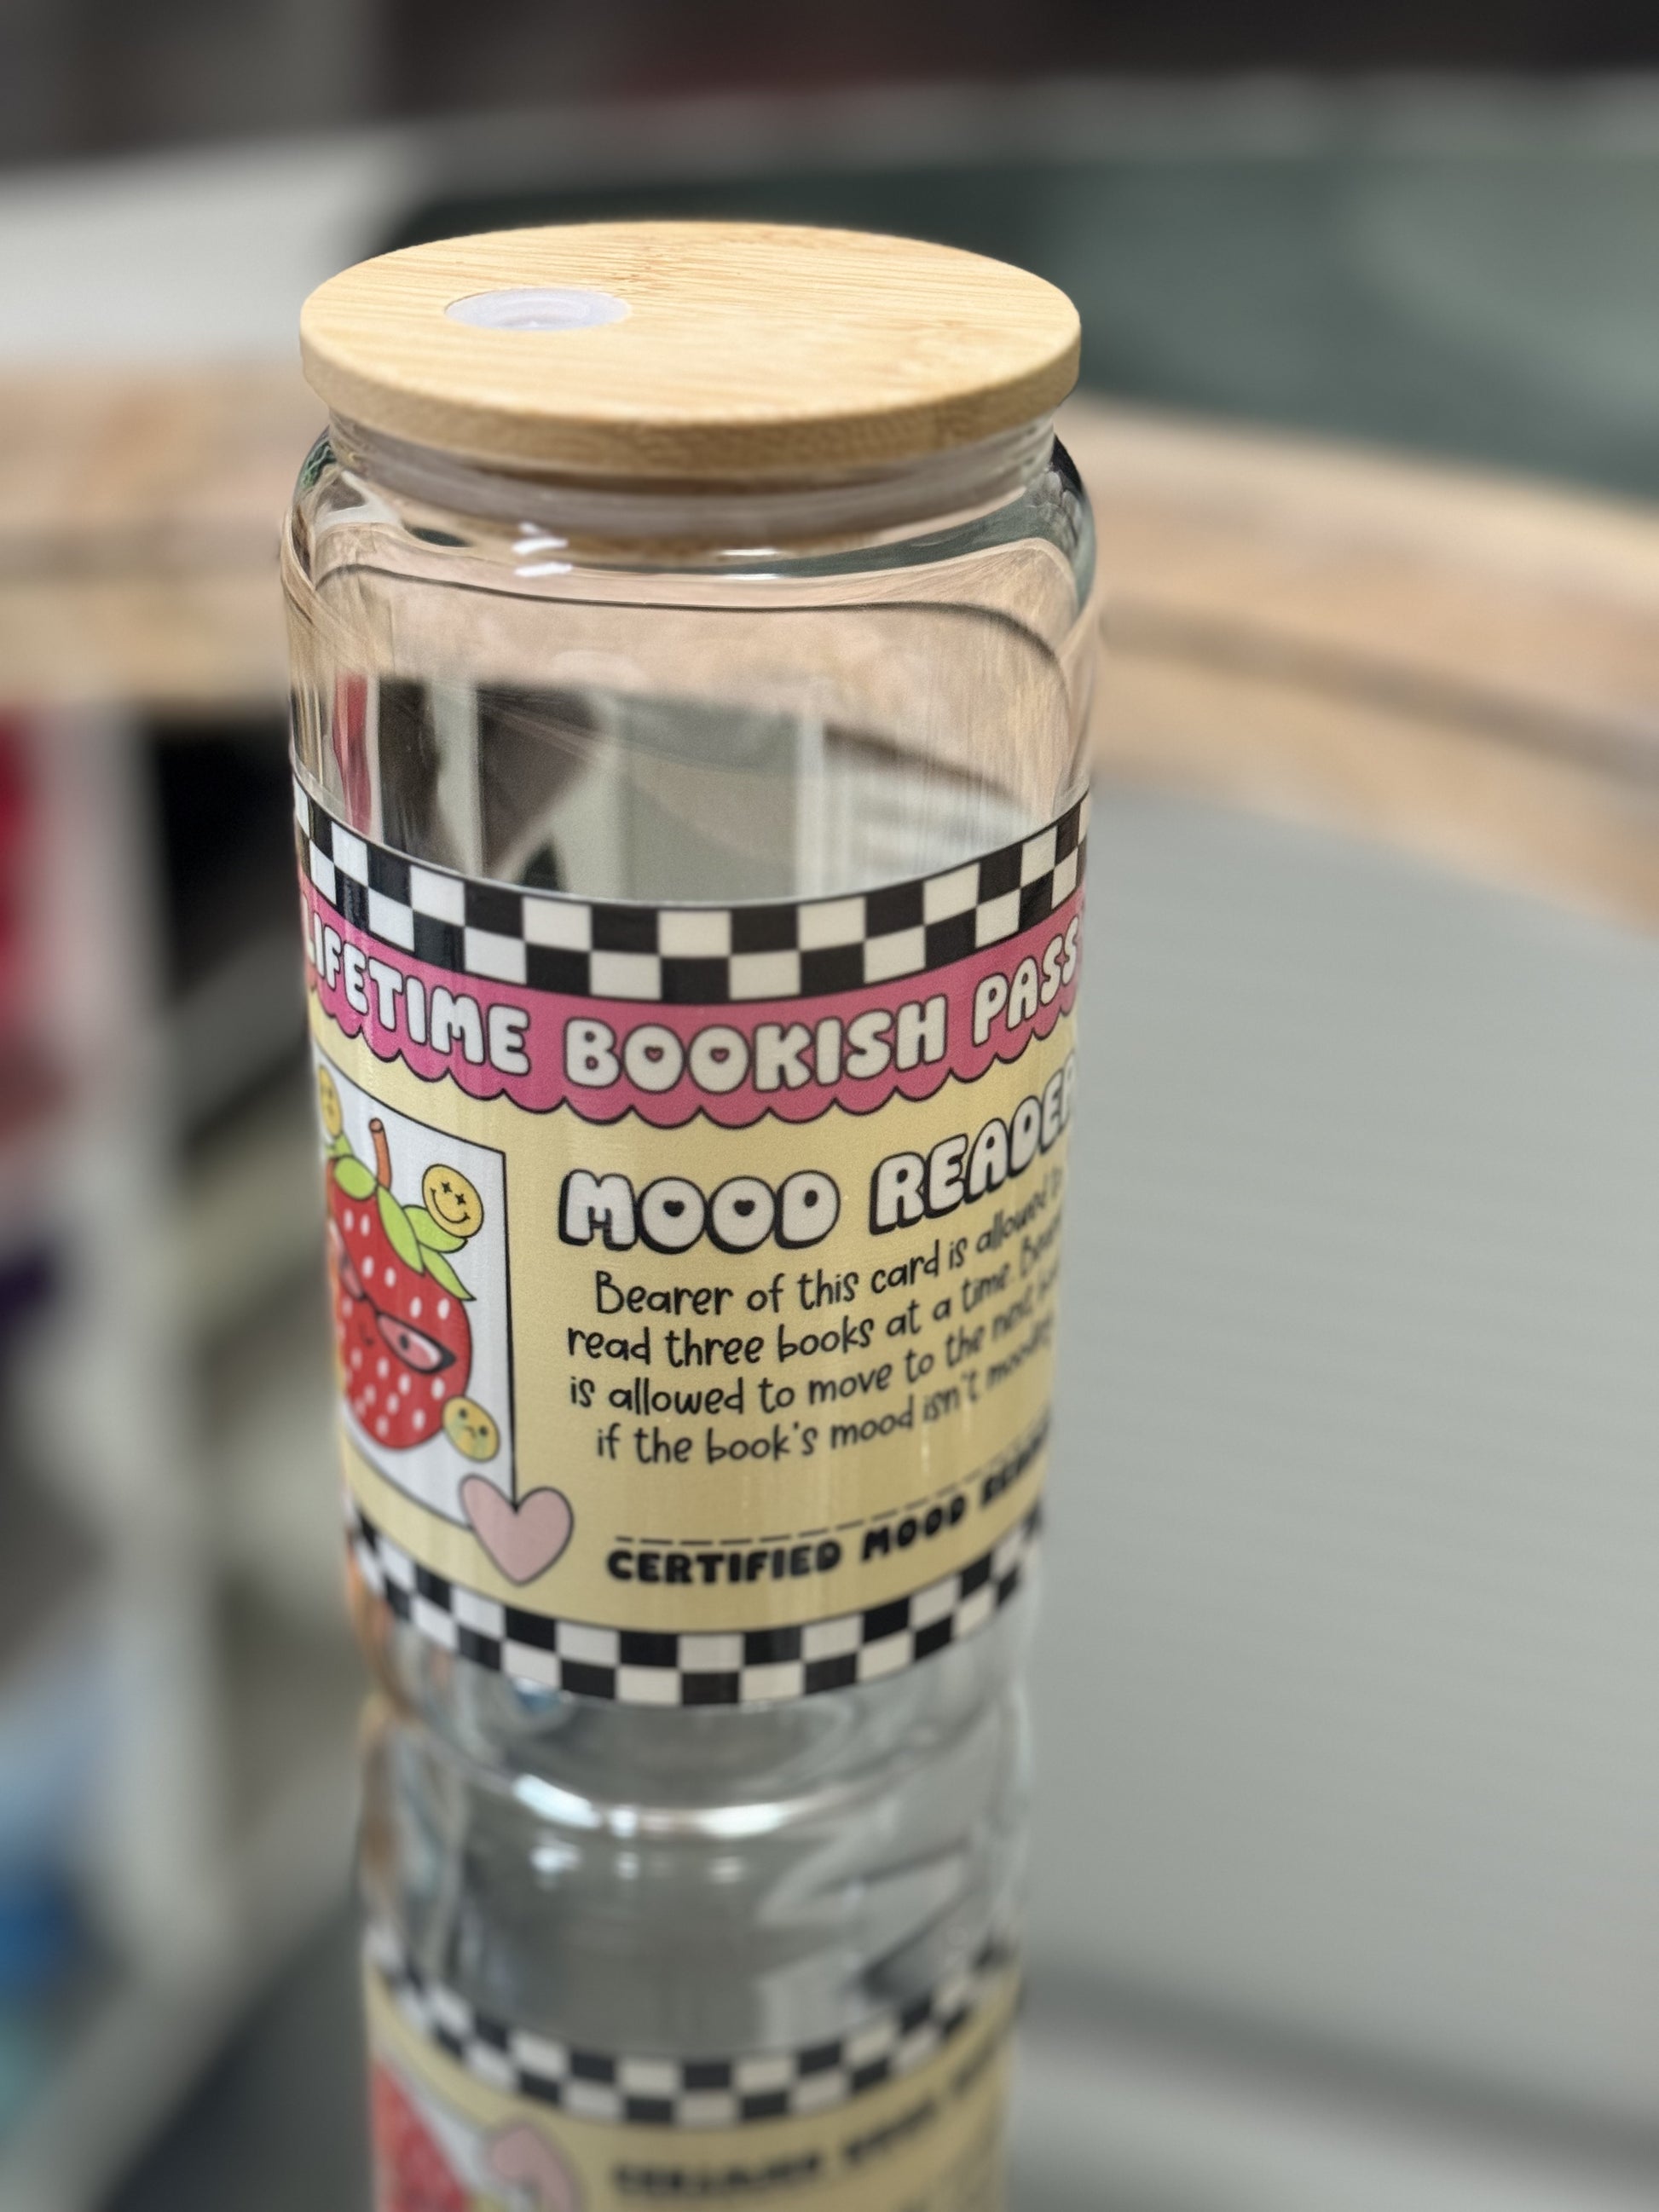 LIFETIME BOOKISH PASS
MOOD READER
Bearer of this card is allowed to
read three books at a time. Bearer
is allowed to move to the next book
if the book's mood isn't
CERTIFIED MOOD READER